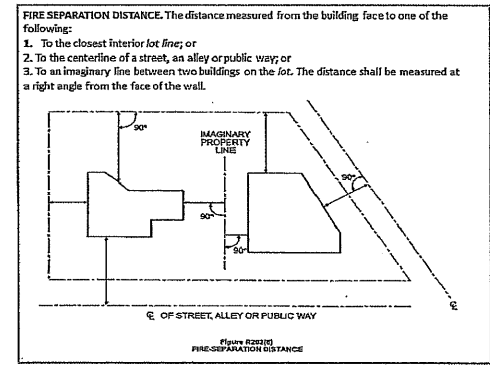 FIRE SEPARATION DISTANCE. The distance measured from the building face to one of the
following:
1. To the closest interior lot line; or
2. To the centerline of a street, an alley or public way; or
3. To an imaginary line between two buildings on the lot. The distance shall be measured at
a right angle from the face of the wall.
90°
IMAGINARY
PROPERTY
LINE
90°
90°
90°
℄
℄ OF STREET, ALLEY OR PUBLIC WAY
Figure R202(6)
FIRE-SEPARATION DISTANCE